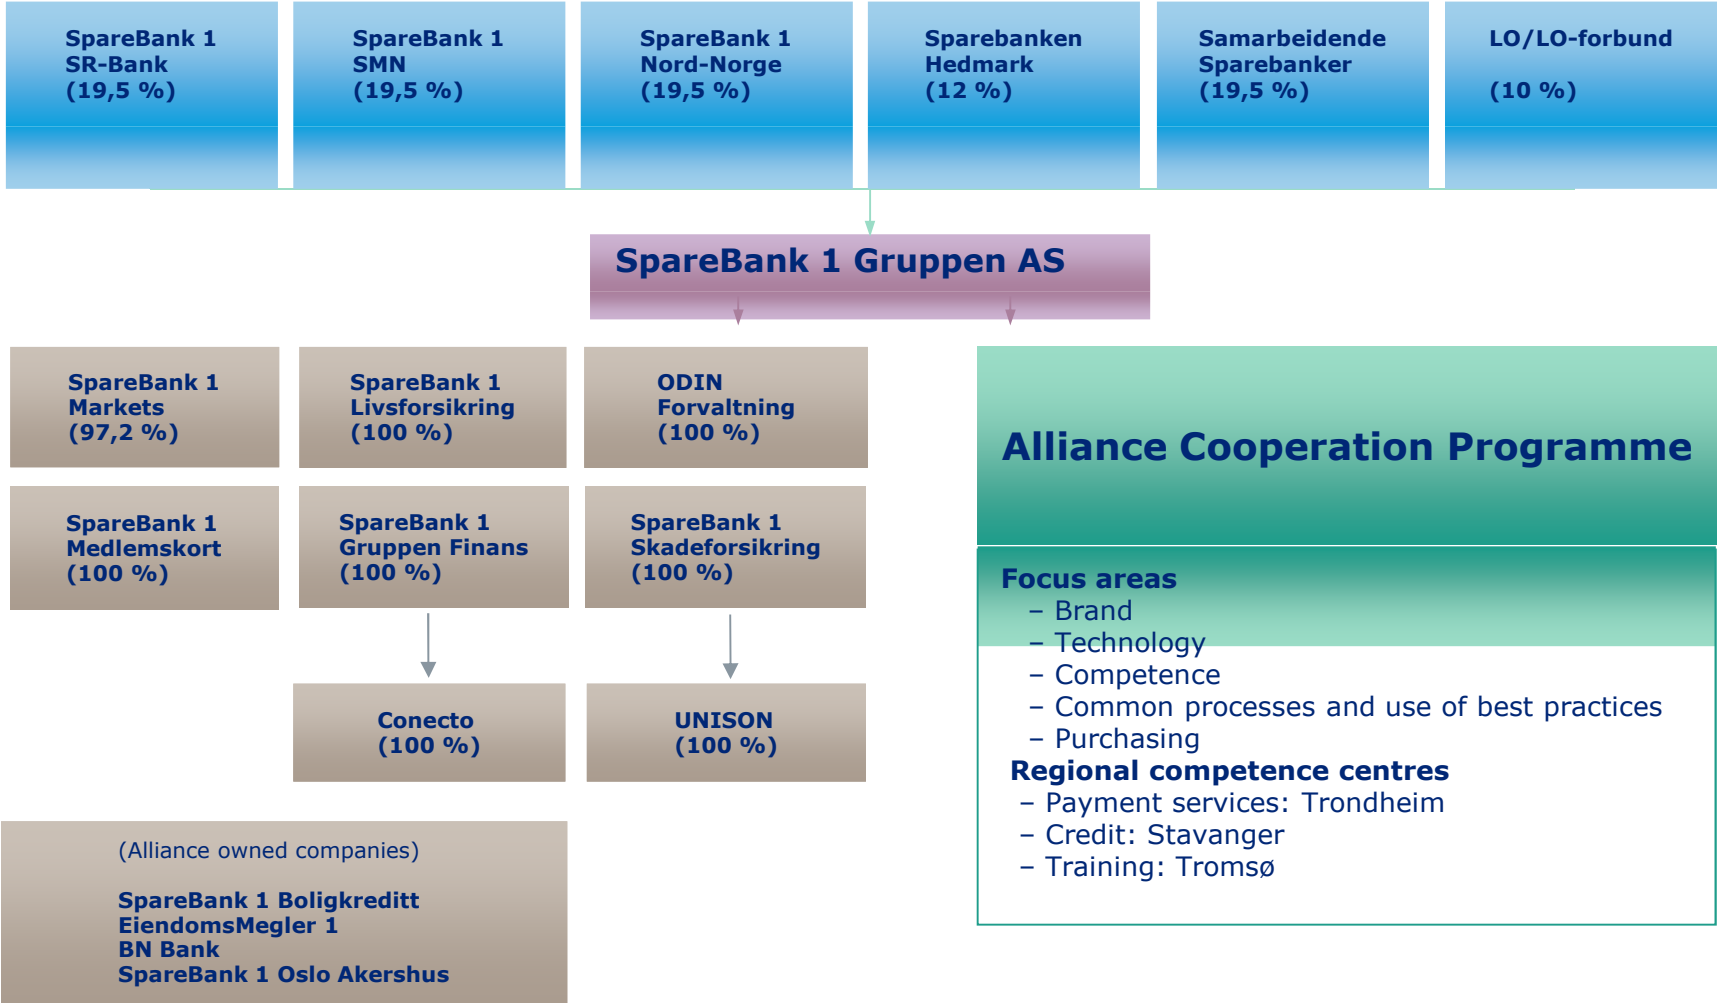 SpareBank 1
SR-Bank
(19,5 %)
SpareBank 1
SMN
(19,5 %)
SpareBank 1
Nord-Norge
(19,5 %)
Sparebanken
Hedmark
(12 %)
Samarbeidende
Sparebanker
(19,5 %)
LO/LO-forbund
(10 %)
SpareBank 1 Gruppen AS
SpareBank 1
Markets
(97,2 %)
SpareBank 1
Livsforsikring
(100 %)
ODIN
Forvaltning
(100 %)
SpareBank 1
Medlemskort
(100 %)
SpareBank 1
Gruppen Finans
(100 %)
SpareBank 1
Skadeforsikring
(100 %)
Conecto
(100 %)
UNISON
(100 %)
(Alliance owned companies)
SpareBank 1 Boligkreditt
EiendomsMegler 1
BN Bank
SpareBank 1 Oslo Akershus
Alliance Cooperation Programme
Focus areas
– Brand
– Technology
– Competence
– Common processes and use of best practices
– Purchasing
Regional competence centres
– Payment services: Trondheim
– Credit: Stavanger
– Training: Tromsø